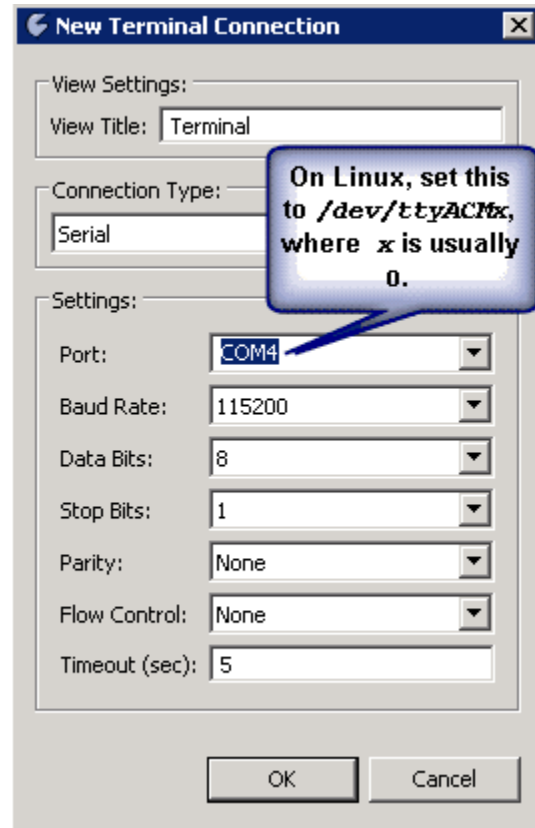 New Terminal Connection
View Settings:
View Title: Terminal
Connection Type:
Serial
On Linux, set this
to /dev/ttyACMx,
where x is usually
0.
Settings:
Port: COM4
Baud Rate: 115200
Data Bits: 8
Stop Bits: 1
Parity: None
Flow Control: None
Timeout (sec): 5
OK Cancel